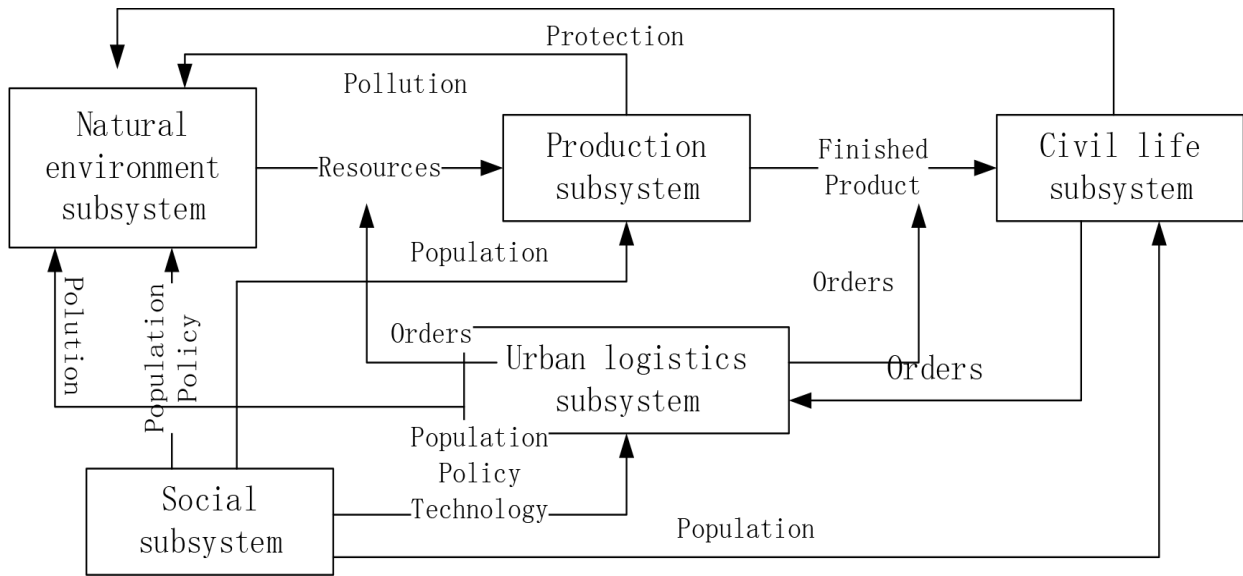 Protection
Pollution
Natural
environment
subsystem
Resources
Production
subsystem
Finished
Product
Civil life
subsystem
Population
Orders
Polution
Population
Policy
Orders
Urban logistics
subsystem
Orders
Population
Policy
Technology
Social
subsystem
Population